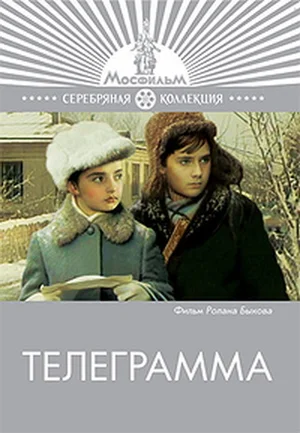 Мосфильм
СЕРЕБРЯНАЯ КОЛЛЕКЦИЯ
Фильм Ролана Быкова
ТЕЛЕГРАММА